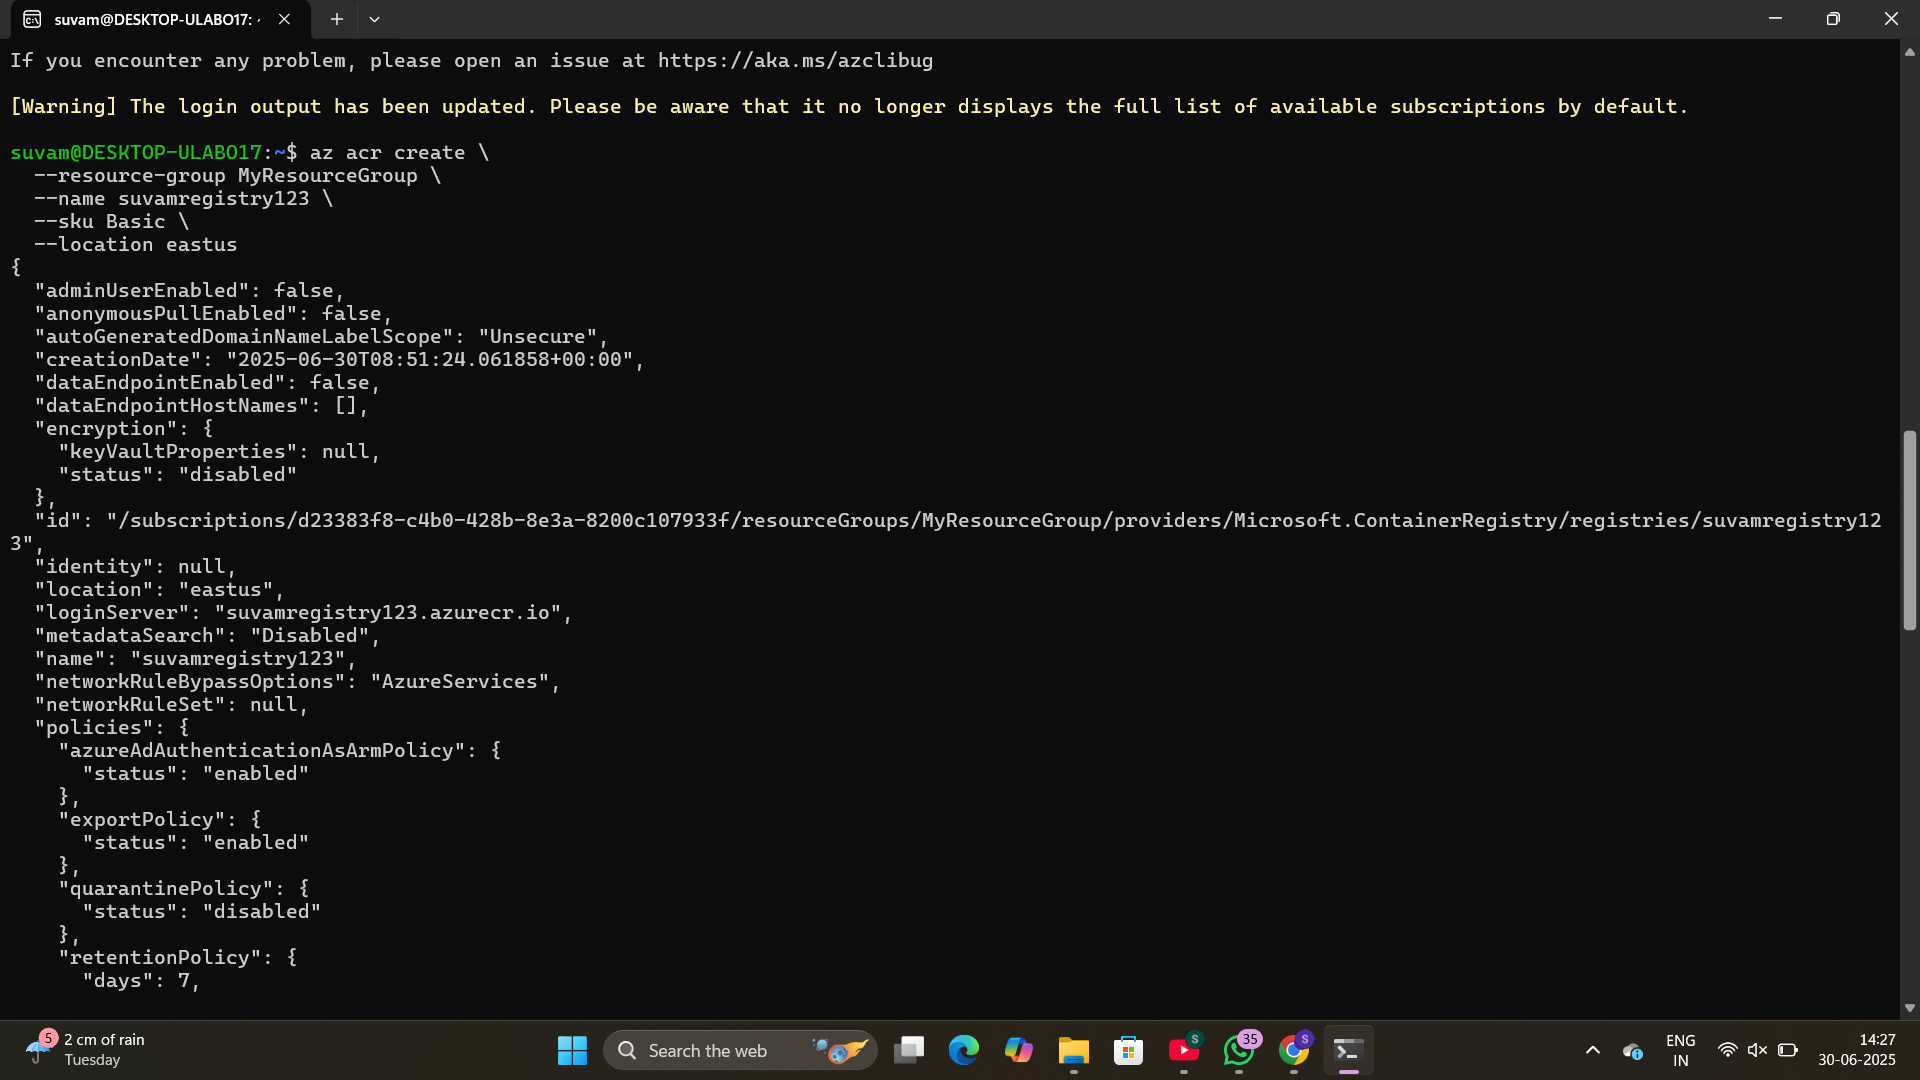 suvam@DESKTOP-ULABO17: ~
If you encounter any problem, please open an issue at https://aka.ms/azclibug
[Warning] The login output has been updated. Please be aware that it no longer displays the full list of available subscriptions by default.
suvam@DESKTOP-ULABO17:~$ az acr create \
  --resource-group MyResourceGroup \
  --name suvamregistry123 \
  --sku Basic \
  --location eastus
{
  "adminUserEnabled": false,
  "anonymousPullEnabled": false,
  "autoGeneratedDomainNameLabelScope": "Unsecure",
  "creationDate": "2025-06-30T08:51:24.061858+00:00",
  "dataEndpointEnabled": false,
  "dataEndpointHostNames": [],
  "encryption": {
    "keyVaultProperties": null,
    "status": "disabled"
  },
  "id": "/subscriptions/d23383f8-c4b0-428b-8e3a-8200c107933f/resourceGroups/MyResourceGroup/providers/Microsoft.ContainerRegistry/registries/suvamregistry12
3",
  "identity": null,
  "location": "eastus",
  "loginServer": "suvamregistry123.azurecr.io",
  "metadataSearch": "Disabled",
  "name": "suvamregistry123",
  "networkRuleBypassOptions": "AzureServices",
  "networkRuleSet": null,
  "policies": {
    "azureAdAuthenticationAsArmPolicy": {
      "status": "enabled"
    },
    "exportPolicy": {
      "status": "enabled"
    },
    "quarantinePolicy": {
      "status": "disabled"
    },
    "retentionPolicy": {
      "days": 7,
5
2 cm of rain
Tuesday
Search the web
S
35
S
ENG
IN
14:27
30-06-2025